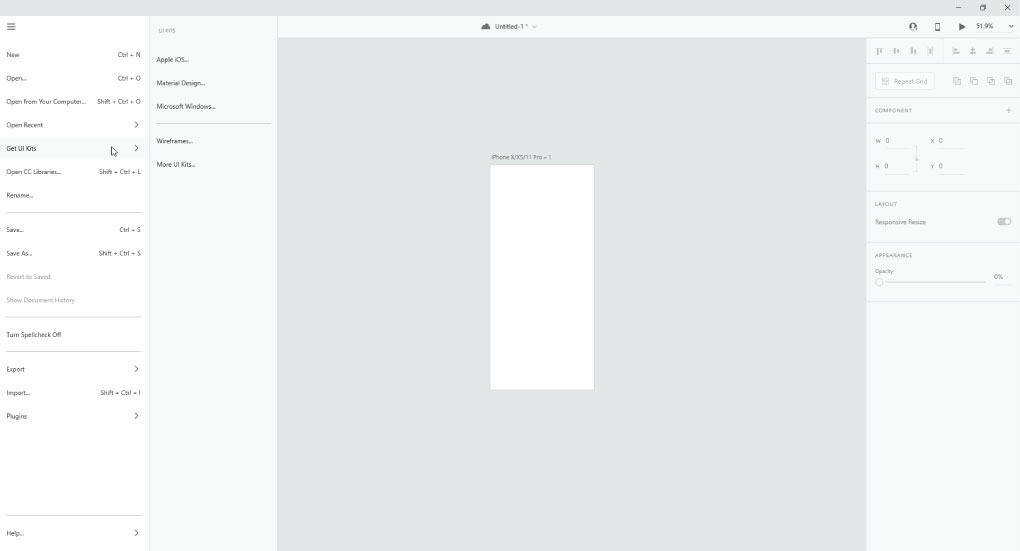 Untitled-1 *
51.9%
New Ctrl + N
Open... Ctrl + O
Open from Your Computer... Shift + Ctrl + O
Open Recent
Get UI Kits
Open CC Libraries... Shift + Ctrl + L
Rename...
Save... Ctrl + S
Save As... Shift + Ctrl + S
Revert to Saved
Show Document History
Turn Spellcheck Off
Export
Import... Shift + Ctrl + I
Plugins
Help...
UI KITS
Apple iOS...
Material Design...
Microsoft Windows...
Wireframes...
More UI Kits...
iPhone X/XS/11 Pro – 1
Repeat Grid
COMPONENT
W 0 X 0
H 0 Y 0
LAYOUT
Responsive Resize
APPEARANCE
Opacity
0%